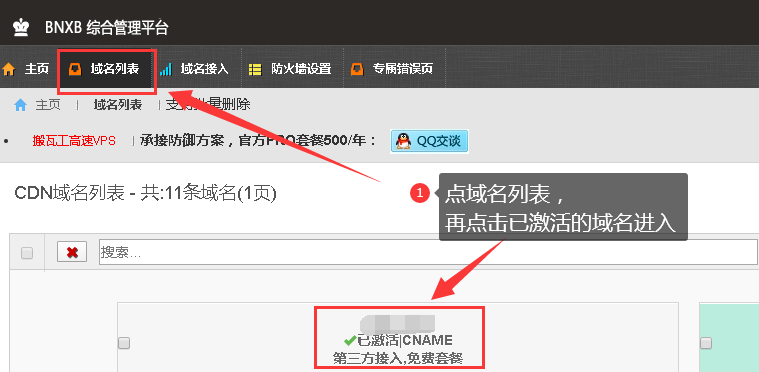 BNXB 综合管理平台
主页 域名列表 域名接入 防火墙设置 专属错误页
主页 | 域名列表 | 支持批量删除
搬瓦工高速VPS | 承接防御方案，官方PRO套餐500/年： QQ交谈
CDN域名列表 - 共:11条域名(1页)
1 点域名列表，
再点击已激活的域名进入
搜索...
已激活|CNAME
第三方接入,免费套餐